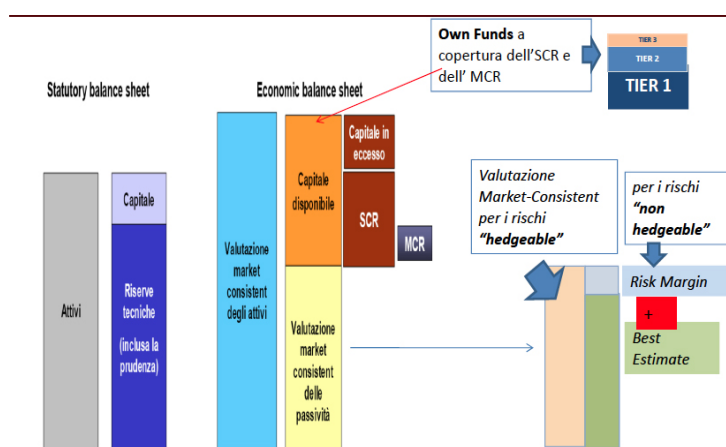 Own Funds a
copertura dell'SCR e
dell' MCR
TIER 3
TIER 2
TIER 1
Statutory balance sheet
Economic balance sheet
Attivi
Capitale
Riserve
tecniche
(inclusa la
prudenza)
Valutazione
market
consistent
degli attivi
Capitale
disponibile
Valutazione
market
consistent
delle
passività
Capitale in
eccesso
SCR
MCR
Valutazione
Market-Consistent
per i rischi
“hedgeable”
per i rischi
“non
hedgeable”
Risk Margin
+
Best
Estimate